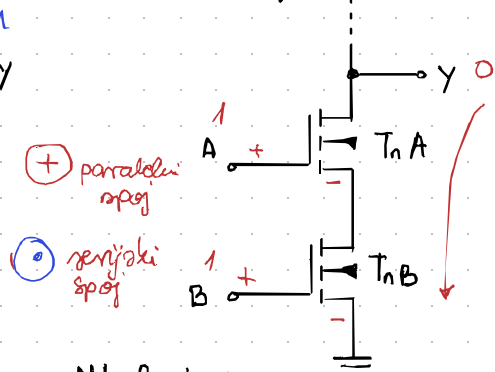 1
y
Y 0
1
A +
TnA
-
+ paralelni
spoj
serijski
spoj
1
B +
TnB
-